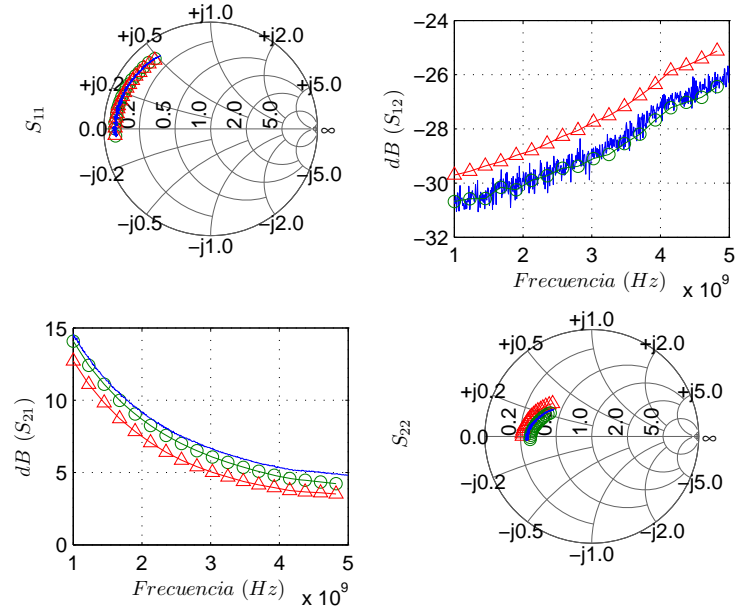 +j1.0
+j0.5
+j2.0
+j0.2
+j5.0
0.2
0.5
1.0
2.0
5.0
0.0
∞
−j0.2
−j5.0
−j0.5
−j2.0
−j1.0
S11
−24
−26
−28
−30
−32
dB (S12)
1 2 3 4 5
Frecuencia (Hz)
x 10^9
15
10
5
0
dB (S21)
1 2 3 4 5
Frecuencia (Hz)
x 10^9
+j1.0
+j0.5
+j2.0
+j0.2
+j5.0
0.2
0.5
1.0
2.0
5.0
0.0
∞
−j0.2
−j5.0
−j0.5
−j2.0
−j1.0
S22